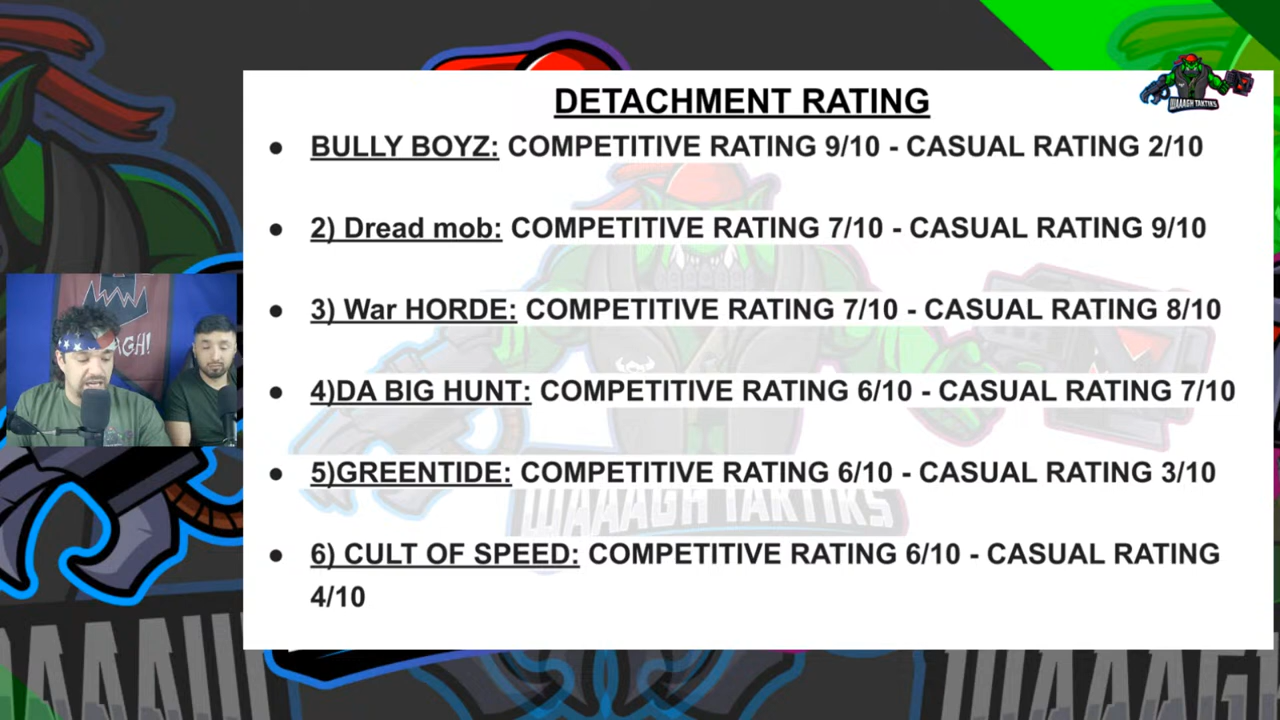 DETACHMENT RATING
WAAAGH TAKTIKS
● BULLY BOYZ: COMPETITIVE RATING 9/10 - CASUAL RATING 2/10
● 2) Dread mob: COMPETITIVE RATING 7/10 - CASUAL RATING 9/10
● 3) War HORDE: COMPETITIVE RATING 7/10 - CASUAL RATING 8/10
● 4)DA BIG HUNT: COMPETITIVE RATING 6/10 - CASUAL RATING 7/10
● 5)GREENTIDE: COMPETITIVE RATING 6/10 - CASUAL RATING 3/10
WAAAGH TAKTIKS
● 6) CULT OF SPEED: COMPETITIVE RATING 6/10 - CASUAL RATING
4/10
AGH!